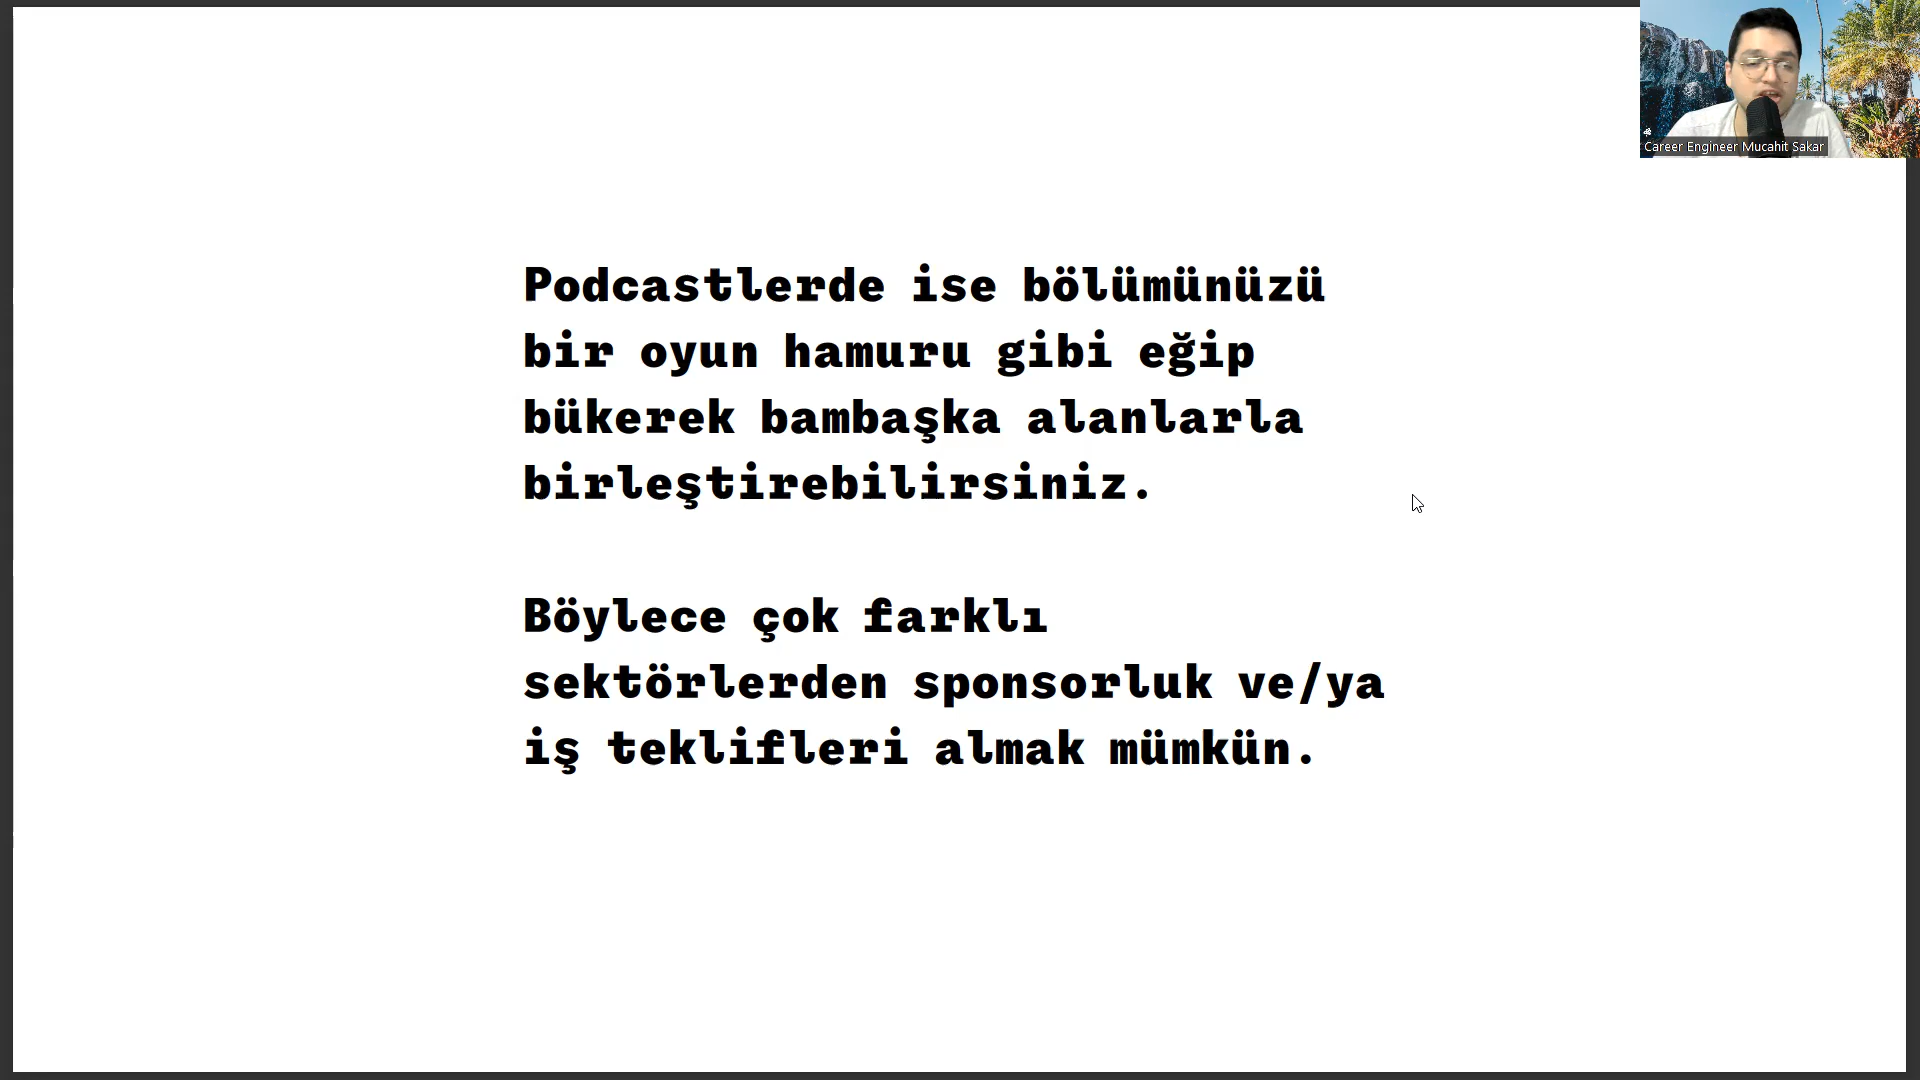 Career Engineer Mucahit Sakar
Podcastlerde ise bölümünüzü
bir oyun hamuru gibi eğip
bükerek bambaşka alanlarla
birleştirebilirsiniz.
Böylece çok farklı
sektörlerden sponsorluk ve/ya
iş teklifleri almak mümkün.